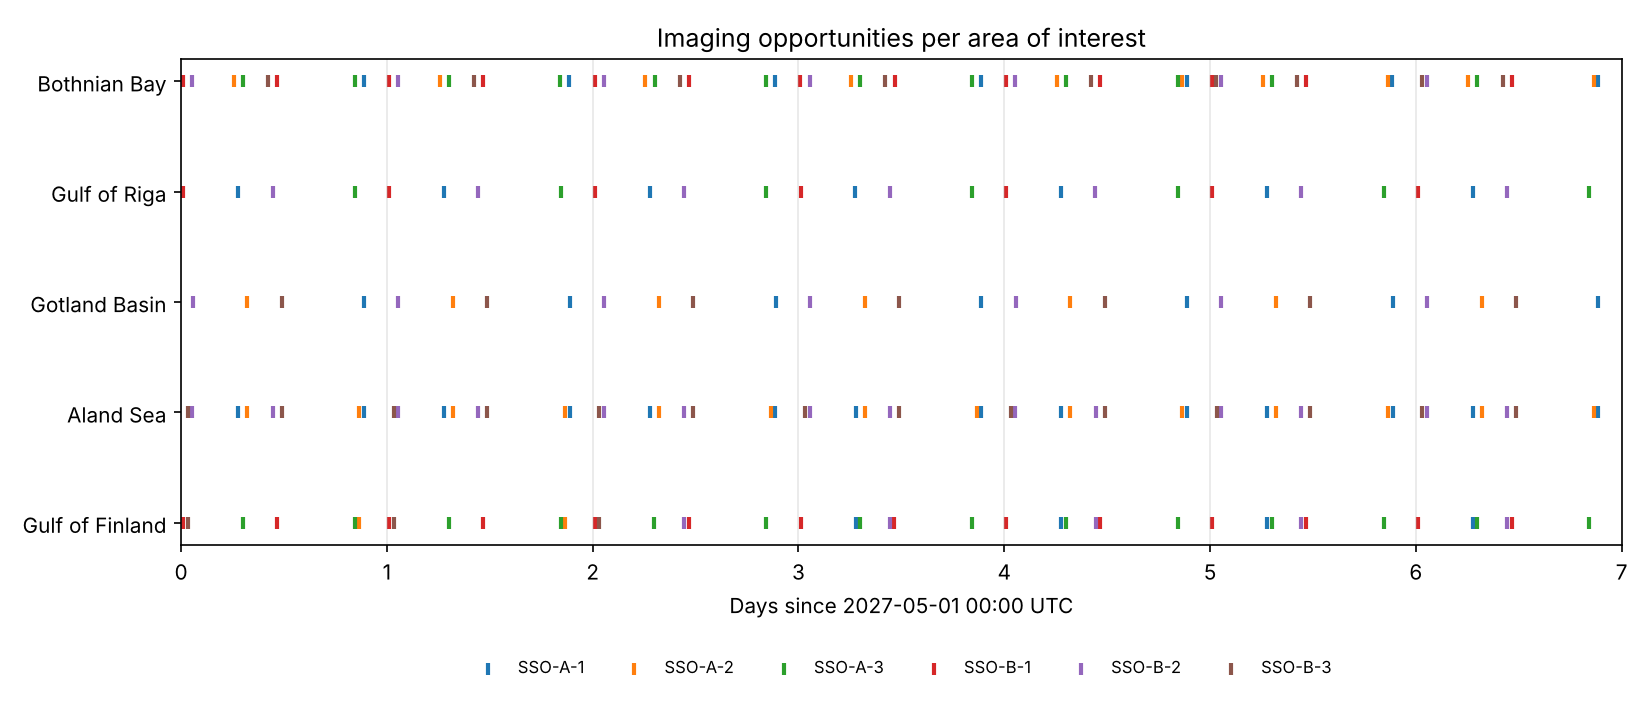 Imaging opportunities per area of interest
Bothnian Bay
Gulf of Riga
Gotland Basin
Aland Sea
Gulf of Finland
0 1 2 3 4 5 6 7
Days since 2027-05-01 00:00 UTC
SSO-A-1 SSO-A-2 SSO-A-3 SSO-B-1 SSO-B-2 SSO-B-3